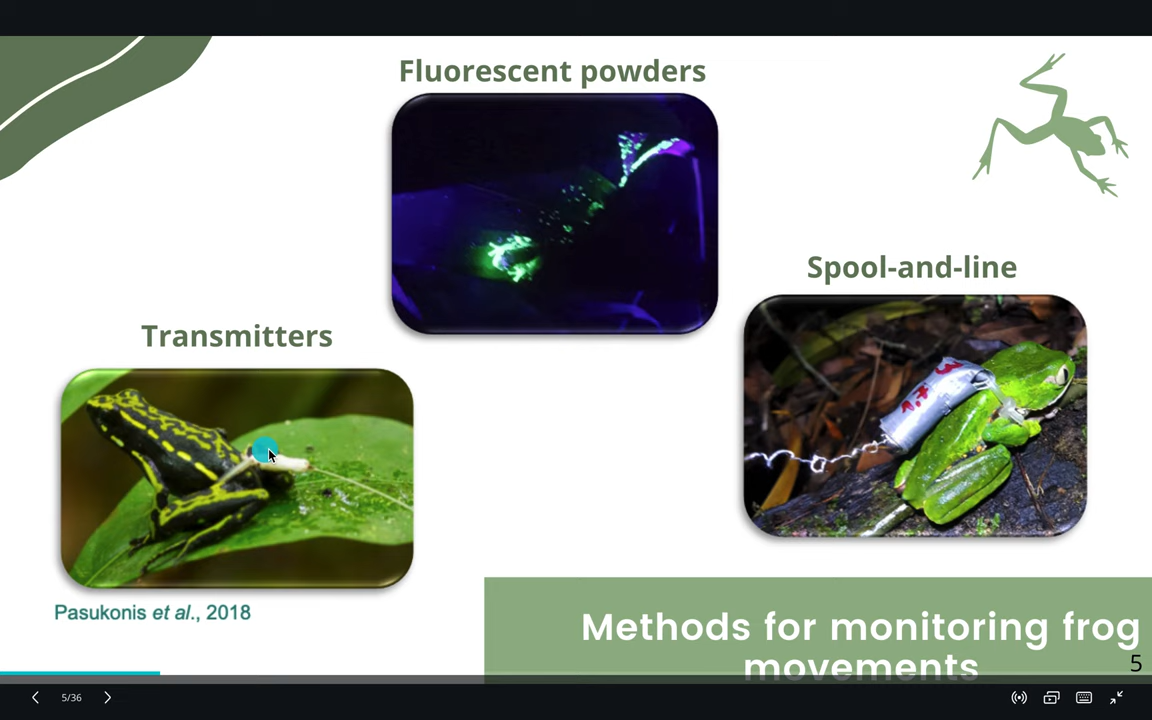 Fluorescent powders
Spool-and-line
Transmitters
Pasukonis et al., 2018
Methods for monitoring frog
movements
5
5/36